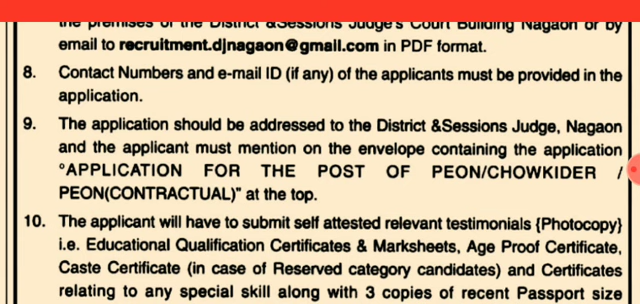 the premises of the District &Sessions Judge's Court Building Nagaon or by
email to recruitment.djnagaon@gmail.com in PDF format.
8. Contact Numbers and e-mail ID (if any) of the applicants must be provided in the
application.
9. The application should be addressed to the District &Sessions Judge, Nagaon
and the applicant must mention on the envelope containing the application
"APPLICATION FOR THE POST OF PEON/CHOWKIDER /
PEON(CONTRACTUAL)" at the top.
10. The applicant will have to submit self attested relevant testimonials {Photocopy}
i.e. Educational Qualification Certificates & Marksheets, Age Proof Certificate,
Caste Certificate (in case of Reserved category candidates) and Certificates
relating to any special skill along with 3 copies of recent Passport size